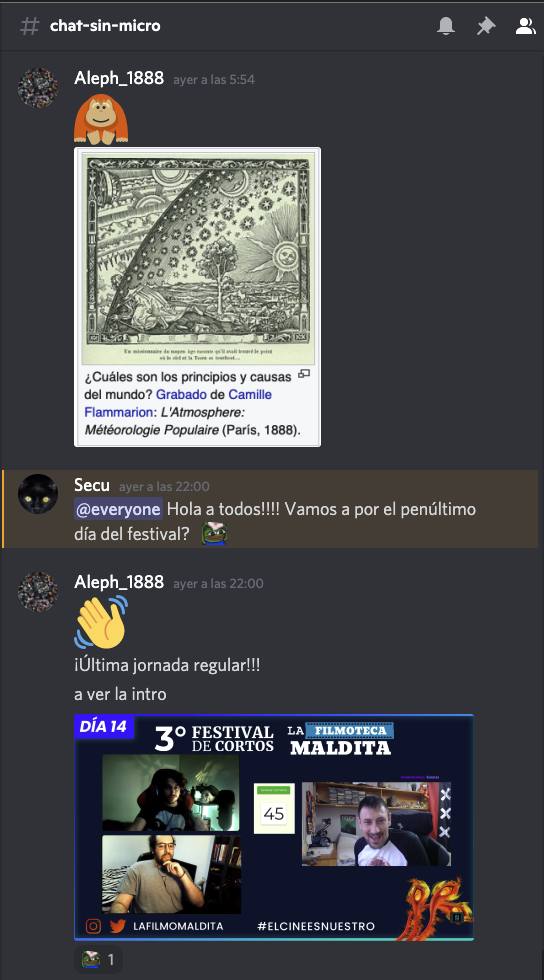 # chat-sin-micro
Aleph_1888 ayer a las 5:54
Un missionnaire du moyen âge raconte qu'il avait trouvé le point
où le ciel et la Terre se touchent...
¿Cuáles son los principios y causas
del mundo? Grabado de Camille
Flammarion: L'Atmosphere:
Météorologie Populaire (París, 1888).
Secu ayer a las 22:00
@everyone Hola a todos!!!! Vamos a por el penúltimo
día del festival?
Aleph_1888 ayer a las 22:00
¡Última jornada regular!!!
a ver la intro
DÍA 14
3º FESTIVAL
DE CORTOS
LA FILMOTECA
MALDITA
45
LAFILMOMALDITA
#ELCINEESNUESTRO
1